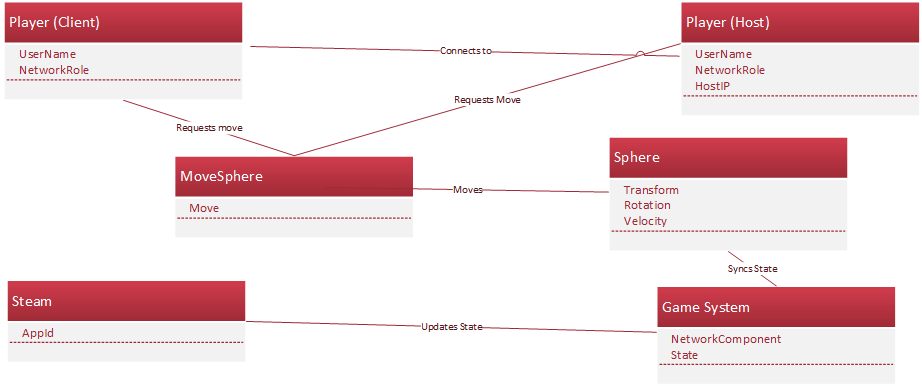 Player (Client)
UserName
NetworkRole
Player (Host)
UserName
NetworkRole
HostIP
Connects to
Requests Move
Requests move
MoveSphere
Move
Moves
Sphere
Transform
Rotation
Velocity
Syncs State
Steam
AppId
Updates State
Game System
NetworkComponent
State